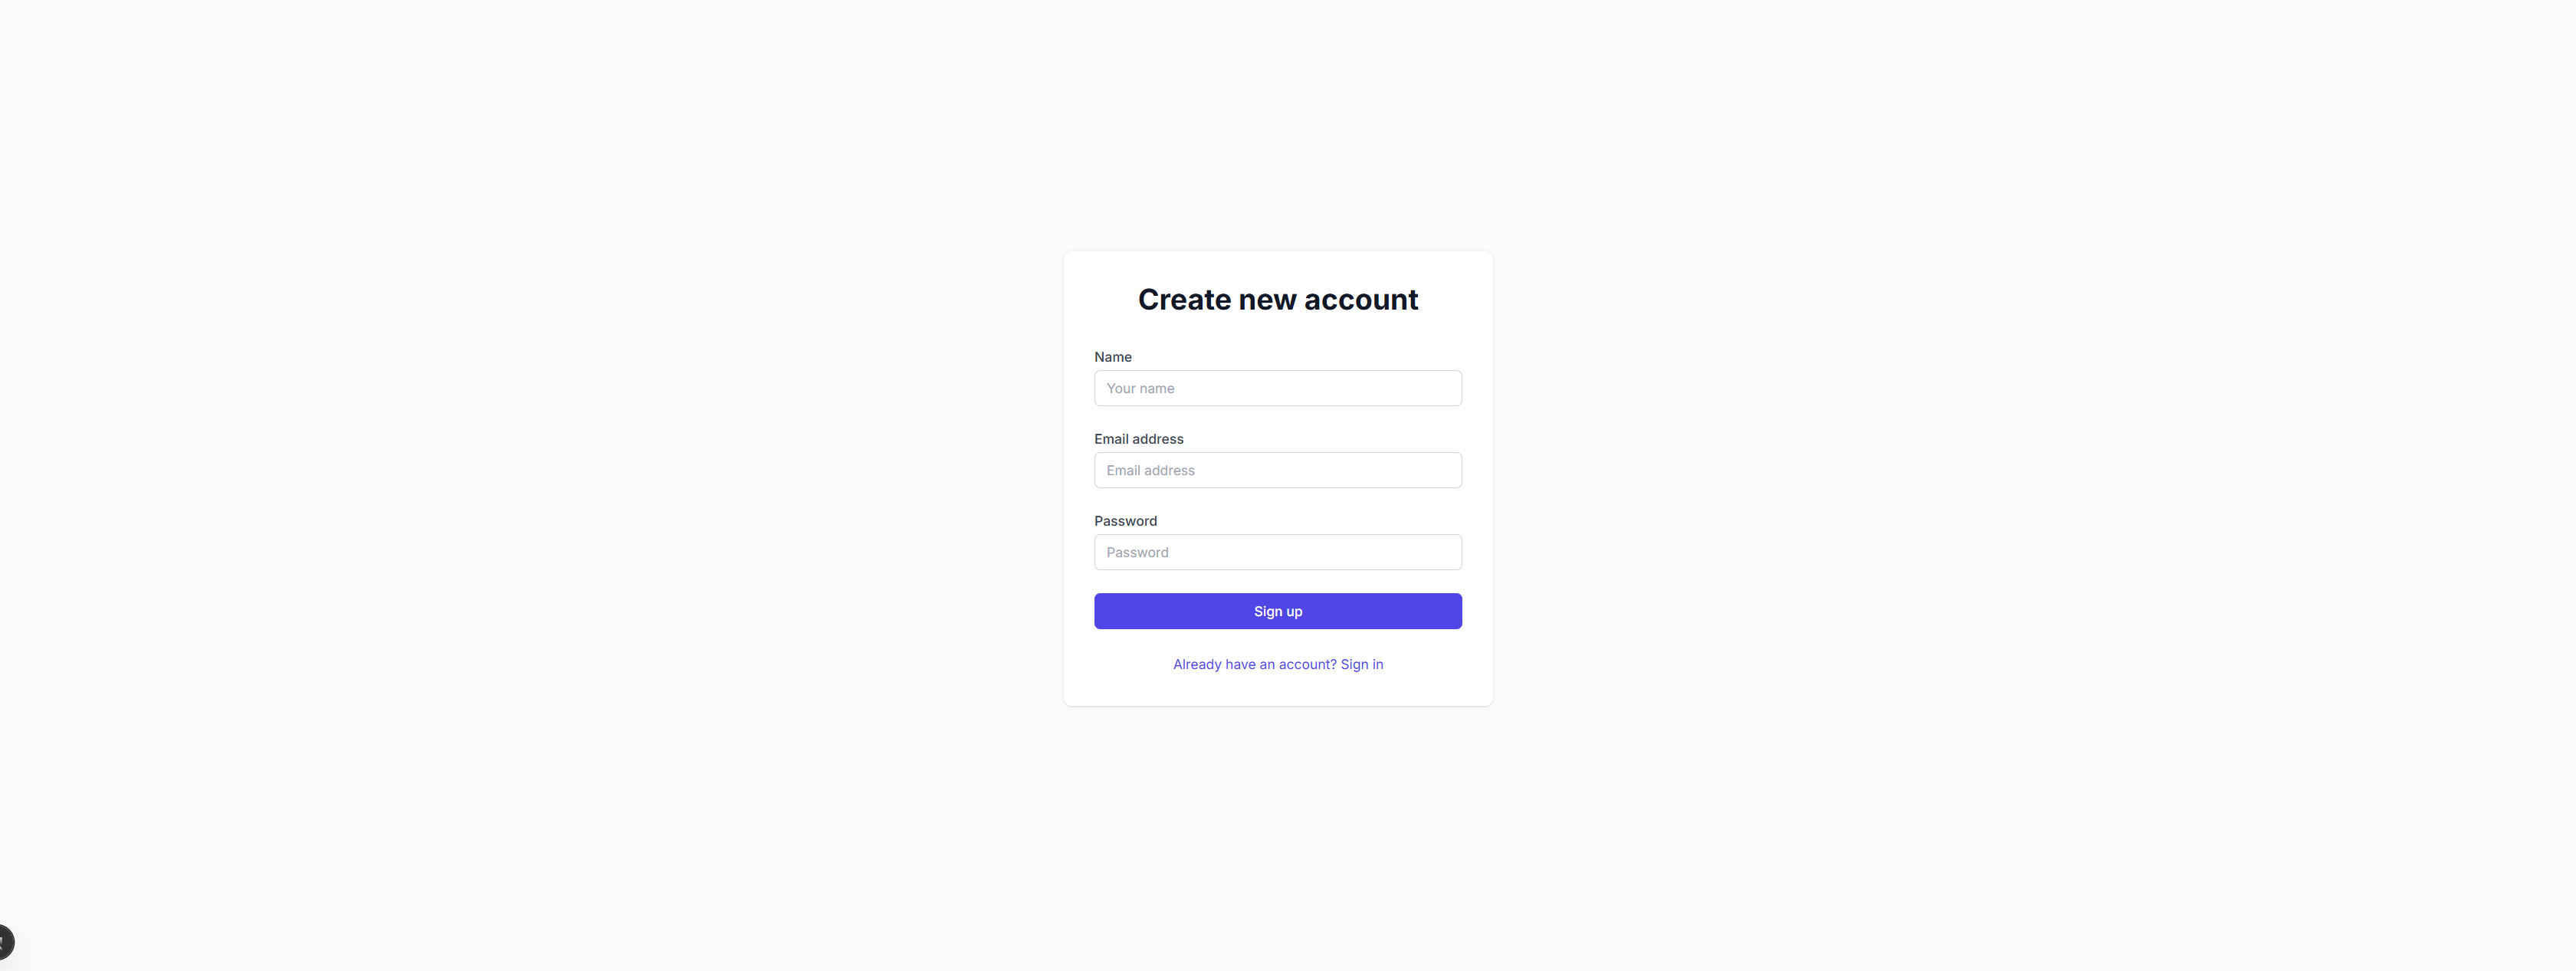 Create new account
Name
Your name
Email address
Email address
Password
Password
Sign up
Already have an account? Sign in